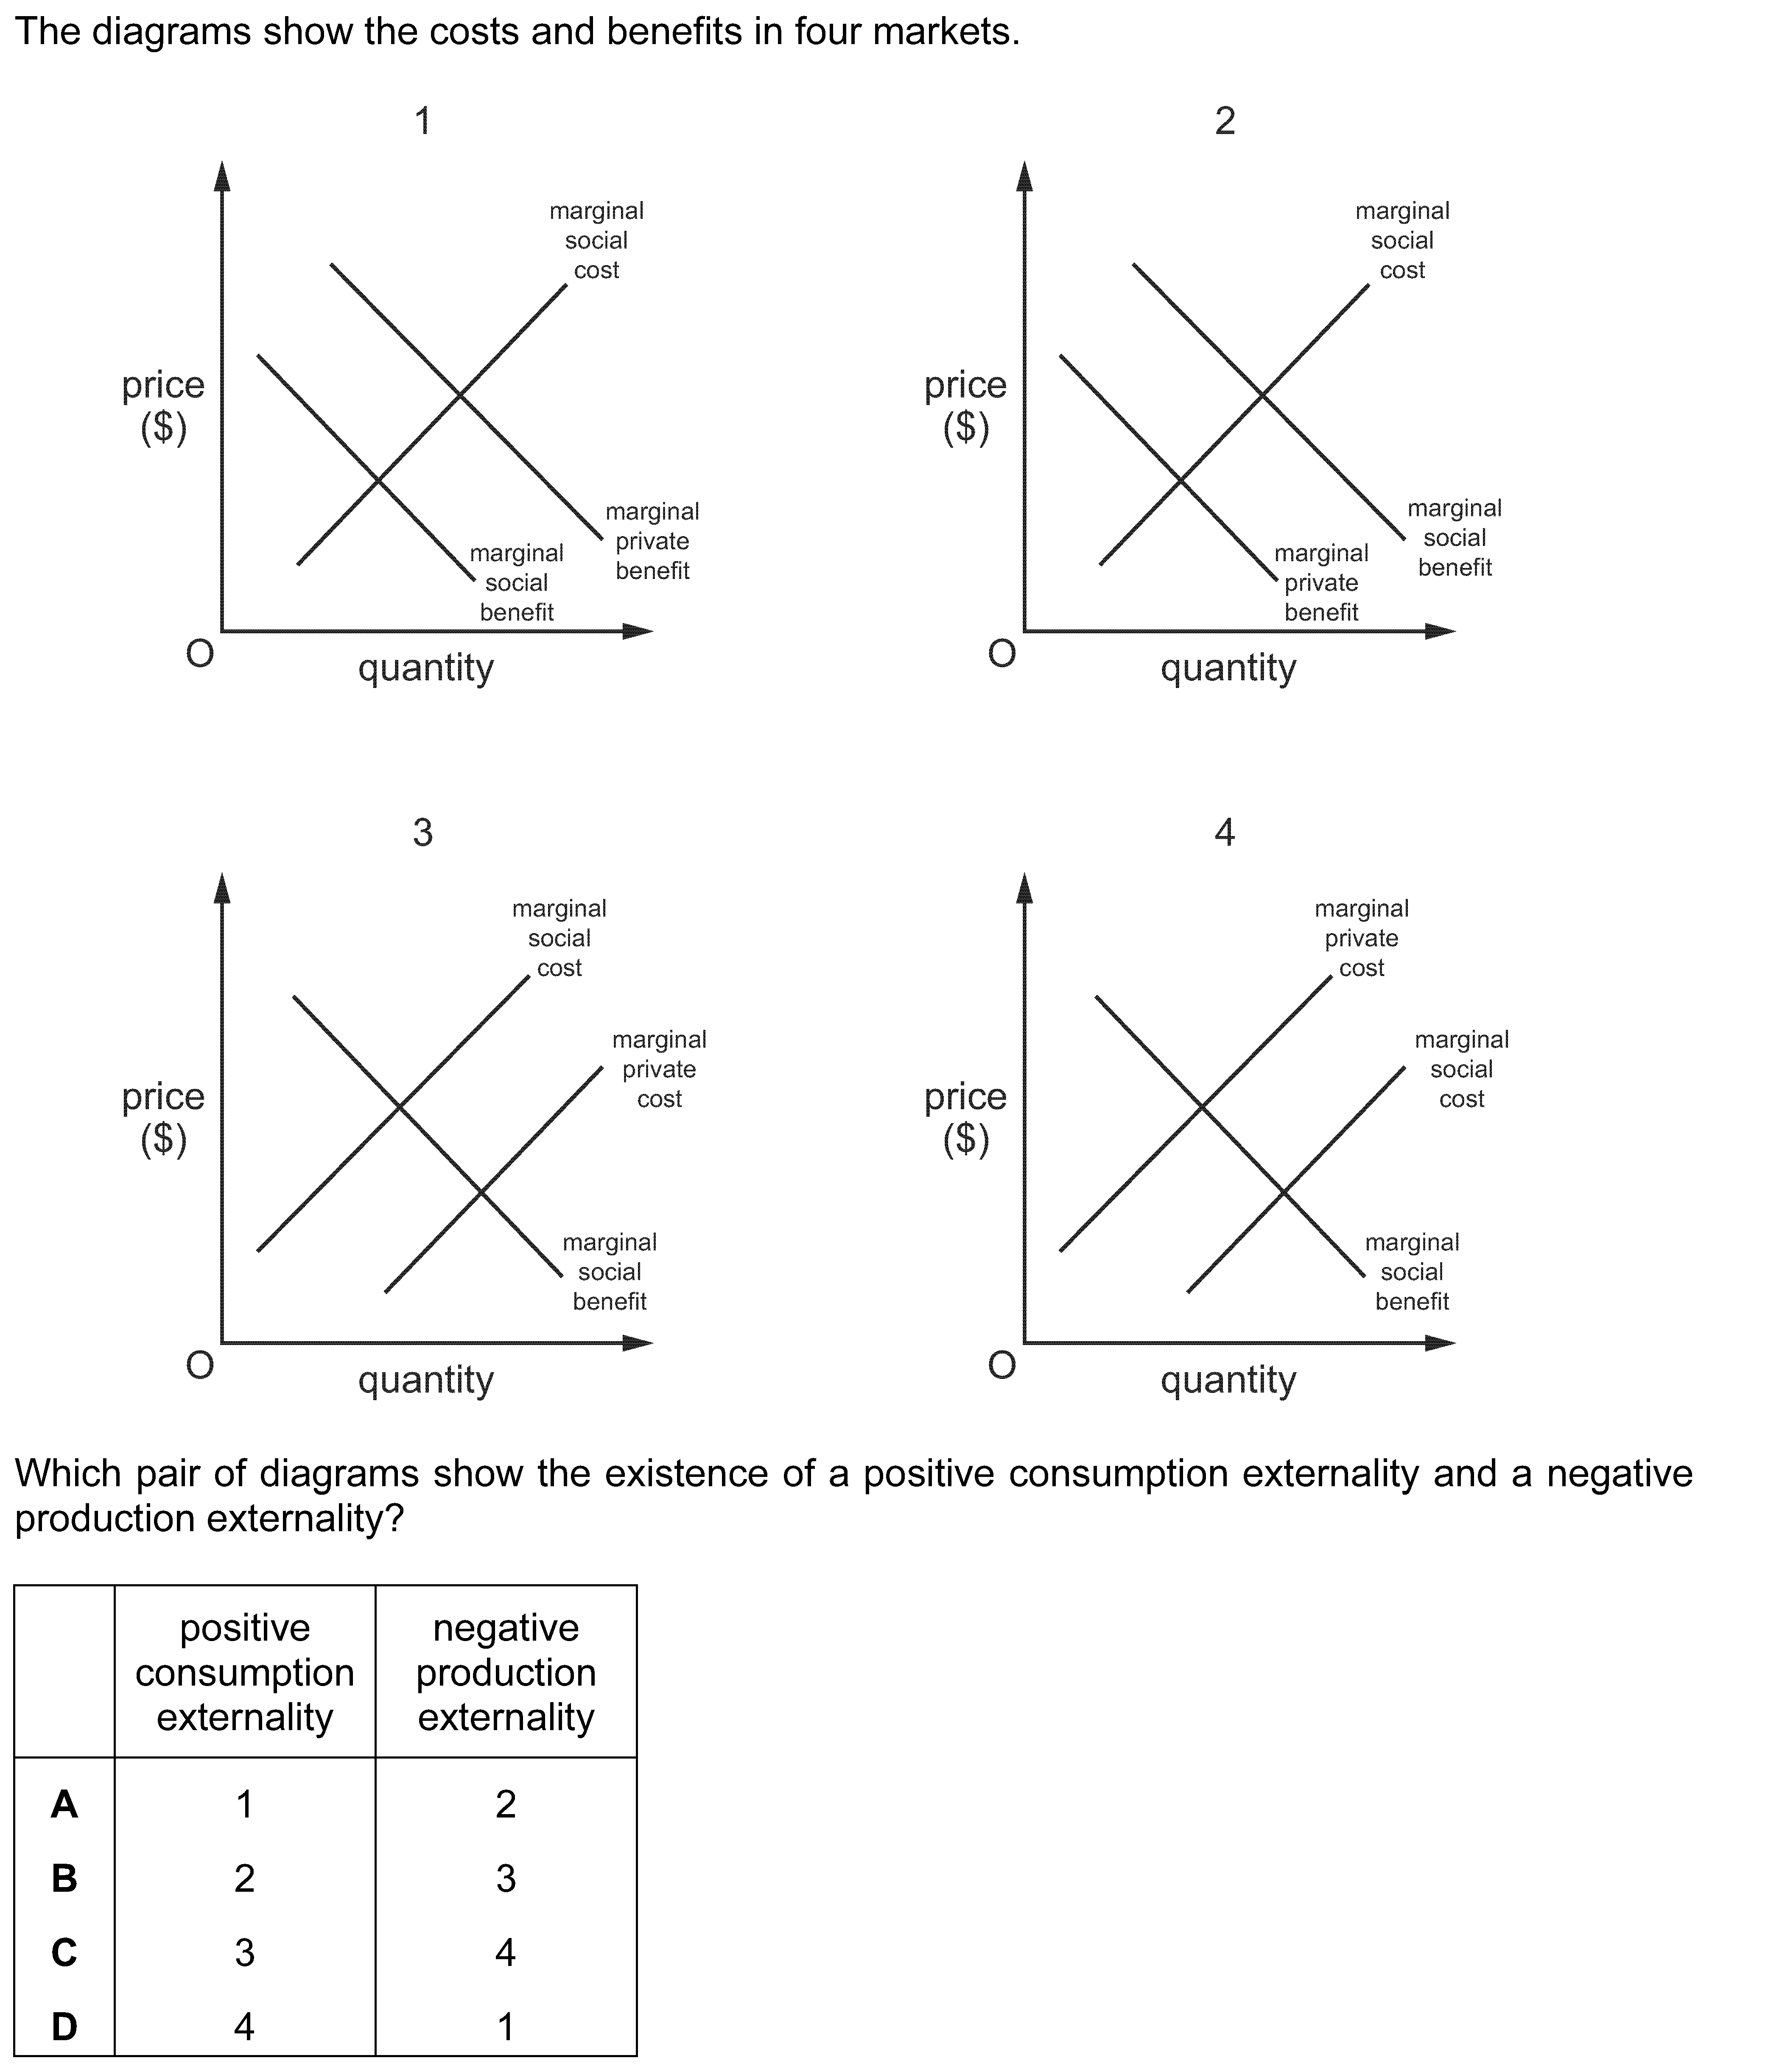 The diagrams show the costs and benefits in four markets.
1
2
marginal
social
cost
price
($)
marginal
private
benefit
marginal
social
benefit
O
quantity
marginal
social
cost
price
($)
marginal
social
benefit
marginal
private
benefit
O
quantity
3
4
marginal
social
cost
marginal
private
cost
price
($)
marginal
social
benefit
O
quantity
marginal
private
cost
marginal
social
cost
price
($)
marginal
social
benefit
O
quantity
Which pair of diagrams show the existence of a positive consumption externality and a negative
production externality?
positive
consumption
externality
negative
production
externality
A 1 2
B 2 3
C 3 4
D 4 1